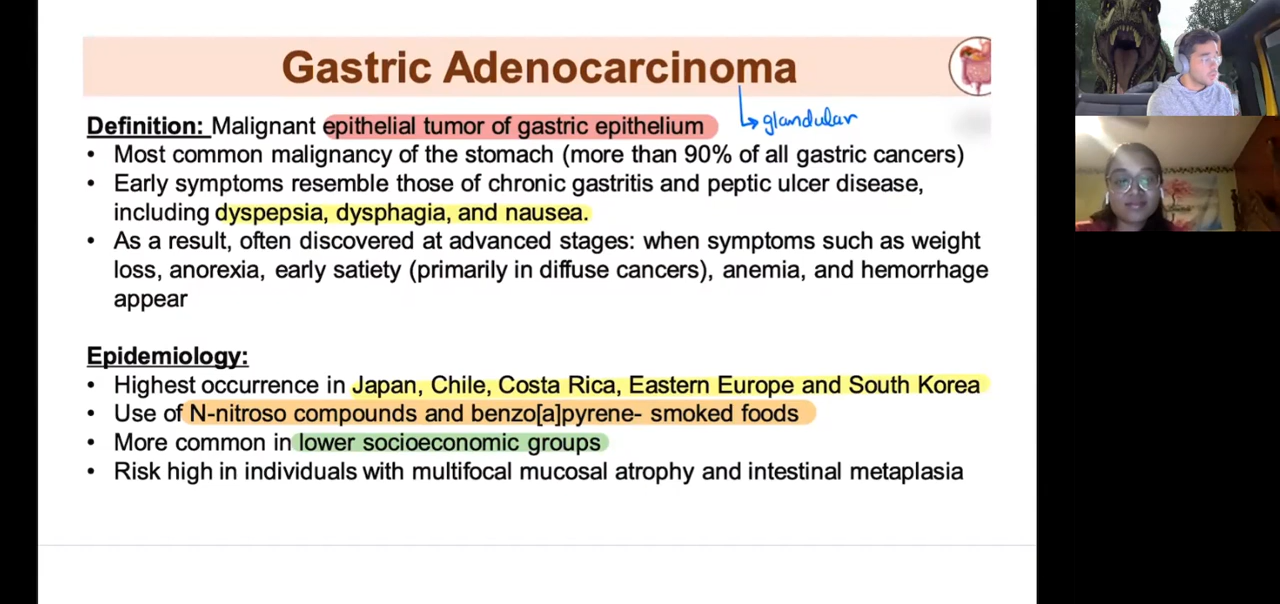 Gastric Adenocarcinoma
Definition: Malignant epithelial tumor of gastric epithelium
glandular
• Most common malignancy of the stomach (more than 90% of all gastric cancers)
• Early symptoms resemble those of chronic gastritis and peptic ulcer disease,
including dyspepsia, dysphagia, and nausea.
• As a result, often discovered at advanced stages: when symptoms such as weight
loss, anorexia, early satiety (primarily in diffuse cancers), anemia, and hemorrhage
appear
Epidemiology:
• Highest occurrence in Japan, Chile, Costa Rica, Eastern Europe and South Korea
• Use of N-nitroso compounds and benzo[a]pyrene- smoked foods
• More common in lower socioeconomic groups
• Risk high in individuals with multifocal mucosal atrophy and intestinal metaplasia